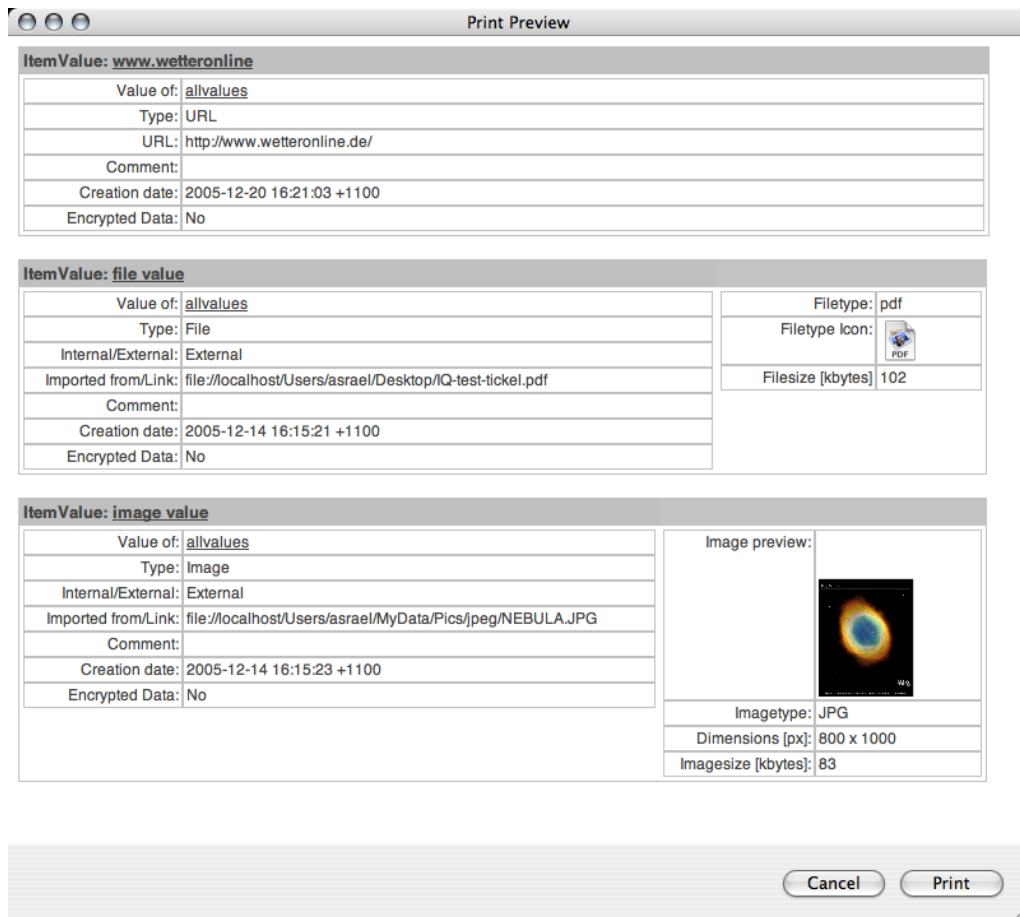 Print Preview
ItemValue: www.wetteronline
Value of: allvalues
Type: URL
URL: http://www.wetteronline.de/
Comment:
Creation date: 2005-12-20 16:21:03 +1100
Encrypted Data: No
ItemValue: file value
Value of: allvalues
Type: File
Internal/External: External
Imported from/Link: file://localhost/Users/asrael/Desktop/IQ-test-tickel.pdf
Comment:
Creation date: 2005-12-14 16:15:21 +1100
Encrypted Data: No
Filetype: pdf
Filetype Icon:
PDF
Filesize [kbytes] 102
ItemValue: image value
Value of: allvalues
Type: Image
Internal/External: External
Imported from/Link: file://localhost/Users/asrael/MyData/Pics/jpeg/NEBULA.JPG
Comment:
Creation date: 2005-12-14 16:15:23 +1100
Encrypted Data: No
Image preview:
Imagetype: JPG
Dimensions [px]: 800 x 1000
Imagesize [kbytes]: 83
Cancel
Print